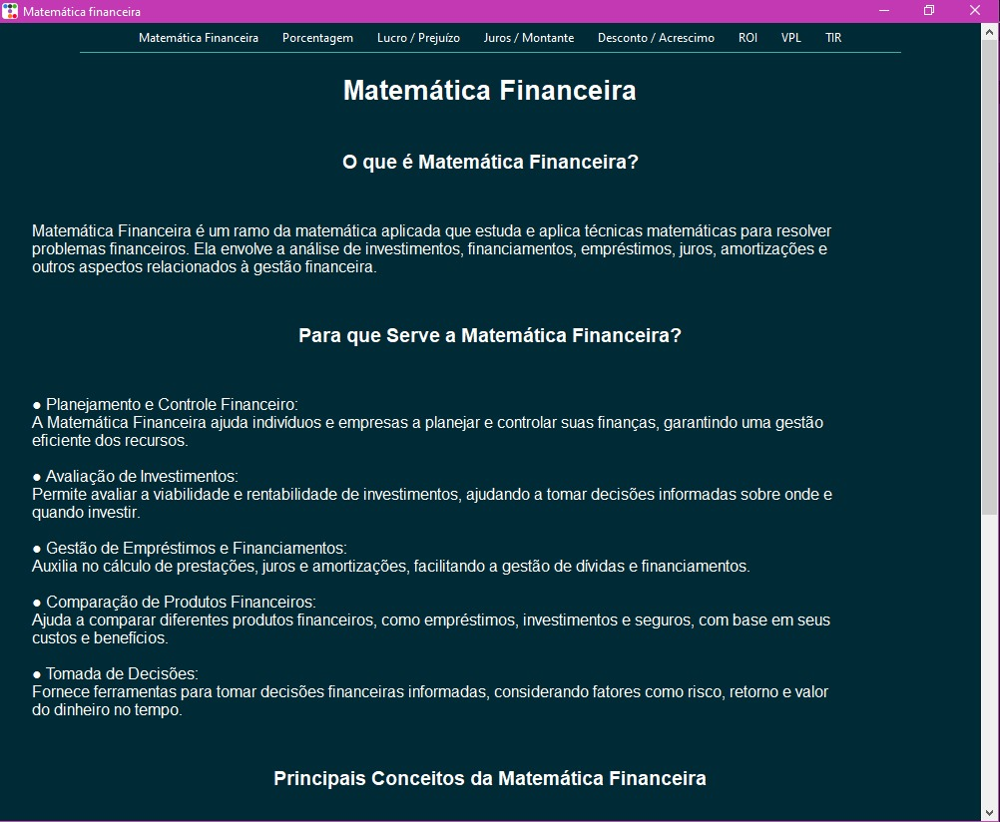 Matemática financeira
Matemática Financeira Porcentagem Lucro / Prejuízo Juros / Montante Desconto / Acrescimo ROI VPL TIR
Matemática Financeira
O que é Matemática Financeira?
Matemática Financeira é um ramo da matemática aplicada que estuda e aplica técnicas matemáticas para resolver
problemas financeiros. Ela envolve a análise de investimentos, financiamentos, empréstimos, juros, amortizações e
outros aspectos relacionados à gestão financeira.
Para que Serve a Matemática Financeira?
● Planejamento e Controle Financeiro:
A Matemática Financeira ajuda indivíduos e empresas a planejar e controlar suas finanças, garantindo uma gestão
eficiente dos recursos.
● Avaliação de Investimentos:
Permite avaliar a viabilidade e rentabilidade de investimentos, ajudando a tomar decisões informadas sobre onde e
quando investir.
● Gestão de Empréstimos e Financiamentos:
Auxilia no cálculo de prestações, juros e amortizações, facilitando a gestão de dívidas e financiamentos.
● Comparação de Produtos Financeiros:
Ajuda a comparar diferentes produtos financeiros, como empréstimos, investimentos e seguros, com base em seus
custos e benefícios.
● Tomada de Decisões:
Fornece ferramentas para tomar decisões financeiras informadas, considerando fatores como risco, retorno e valor
do dinheiro no tempo.
Principais Conceitos da Matemática Financeira